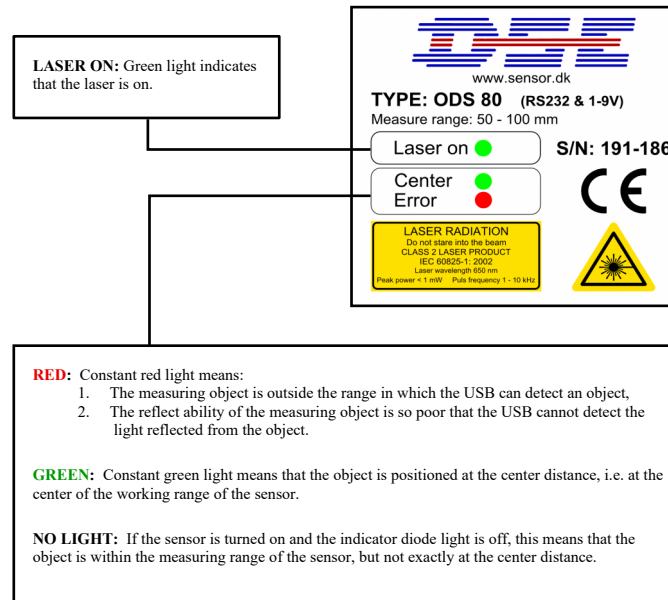 LASER ON: Green light indicates
that the laser is on.
DSE
www.sensor.dk
TYPE: ODS 80 (RS232 & 1-9V)
Measure range: 50 - 100 mm
Laser on
S/N: 191-186
Center
Error
CE
LASER RADIATION
Do not stare into the beam
CLASS 2 LASER PRODUCT
IEC 60825-1: 2002
Laser wavelength 650 nm
Peak power < 1 mW Puls frequency 1 - 10 kHz
RED: Constant red light means:
1. The measuring object is outside the range in which the USB can detect an object,
2. The reflect ability of the measuring object is so poor that the USB cannot detect the
light reflected from the object.
GREEN: Constant green light means that the object is positioned at the center distance, i.e. at the
center of the working range of the sensor.
NO LIGHT: If the sensor is turned on and the indicator diode light is off, this means that the
object is within the measuring range of the sensor, but not exactly at the center distance.